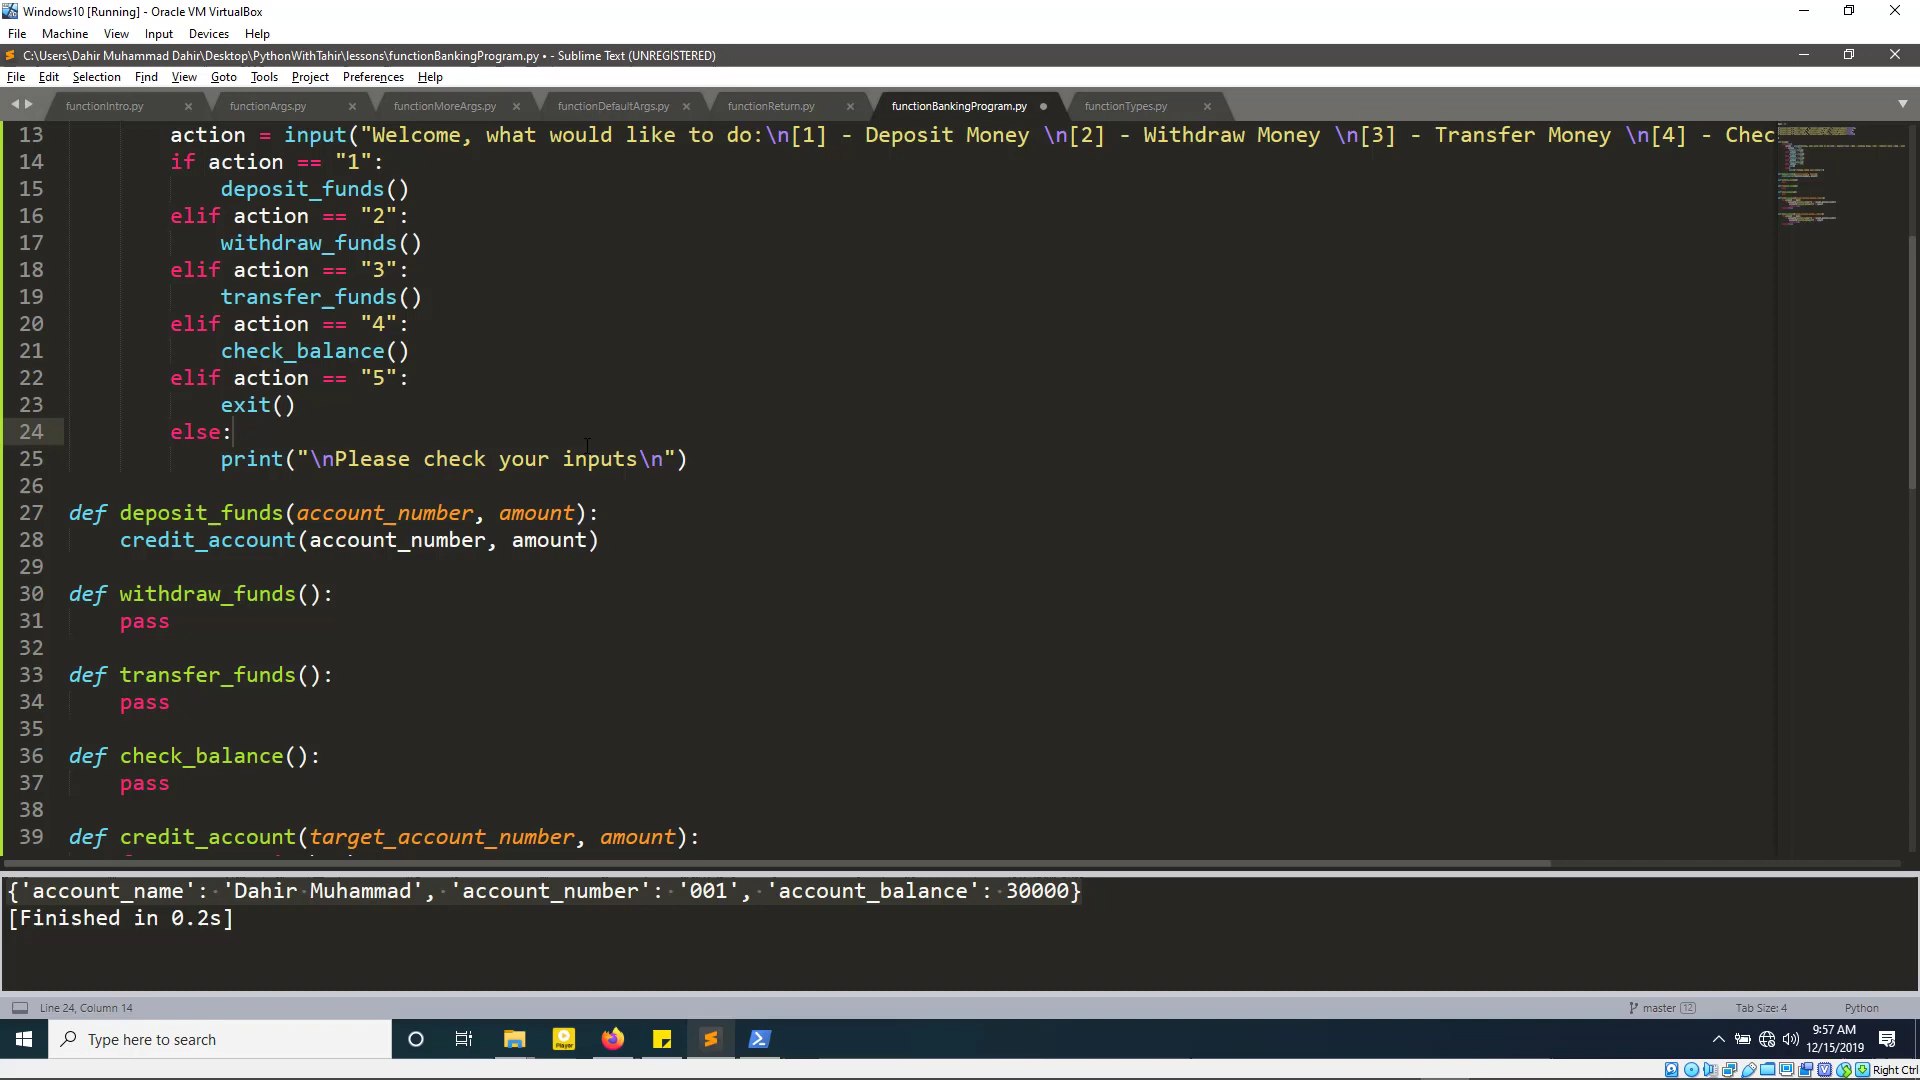 Windows10 [Running] - Oracle VM VirtualBox
File Machine View Input Devices Help
C:\Users\Dahir Muhammad Dahir\Desktop\PythonWithTahir\lessons\functionBankingProgram.py • - Sublime Text (UNREGISTERED)
File Edit Selection Find View Goto Tools Project Preferences Help
functionIntro.py functionArgs.py functionMoreArgs.py functionDefaultArgs.py functionReturn.py functionBankingProgram.py functionTypes.py
13 action = input("Welcome, what would like to do:\n[1] - Deposit Money \n[2] - Withdraw Money \n[3] - Transfer Money \n[4] - Chec
14 if action == "1":
15 deposit_funds()
16 elif action == "2":
17 withdraw_funds()
18 elif action == "3":
19 transfer_funds()
20 elif action == "4":
21 check_balance()
22 elif action == "5":
23 exit()
24 else:
25 print("\nPlease check your inputs\n")
26
27 def deposit_funds(account_number, amount):
28 credit_account(account_number, amount)
29
30 def withdraw_funds():
31 pass
32
33 def transfer_funds():
34 pass
35
36 def check_balance():
37 pass
38
39 def credit_account(target_account_number, amount):
{'account_name': 'Dahir Muhammad', 'account_number': '001', 'account_balance': 30000}
[Finished in 0.2s]
Line 24, Column 14 master 12 Tab Size: 4 Python
Type here to search
9:57 AM
12/15/2019
Right Ctrl